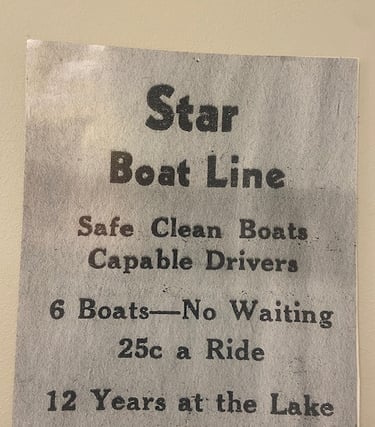 Star
Boat Line
Safe Clean Boats
Capable Drivers
6 Boats—No Waiting
25c a Ride
12 Years at the Lake